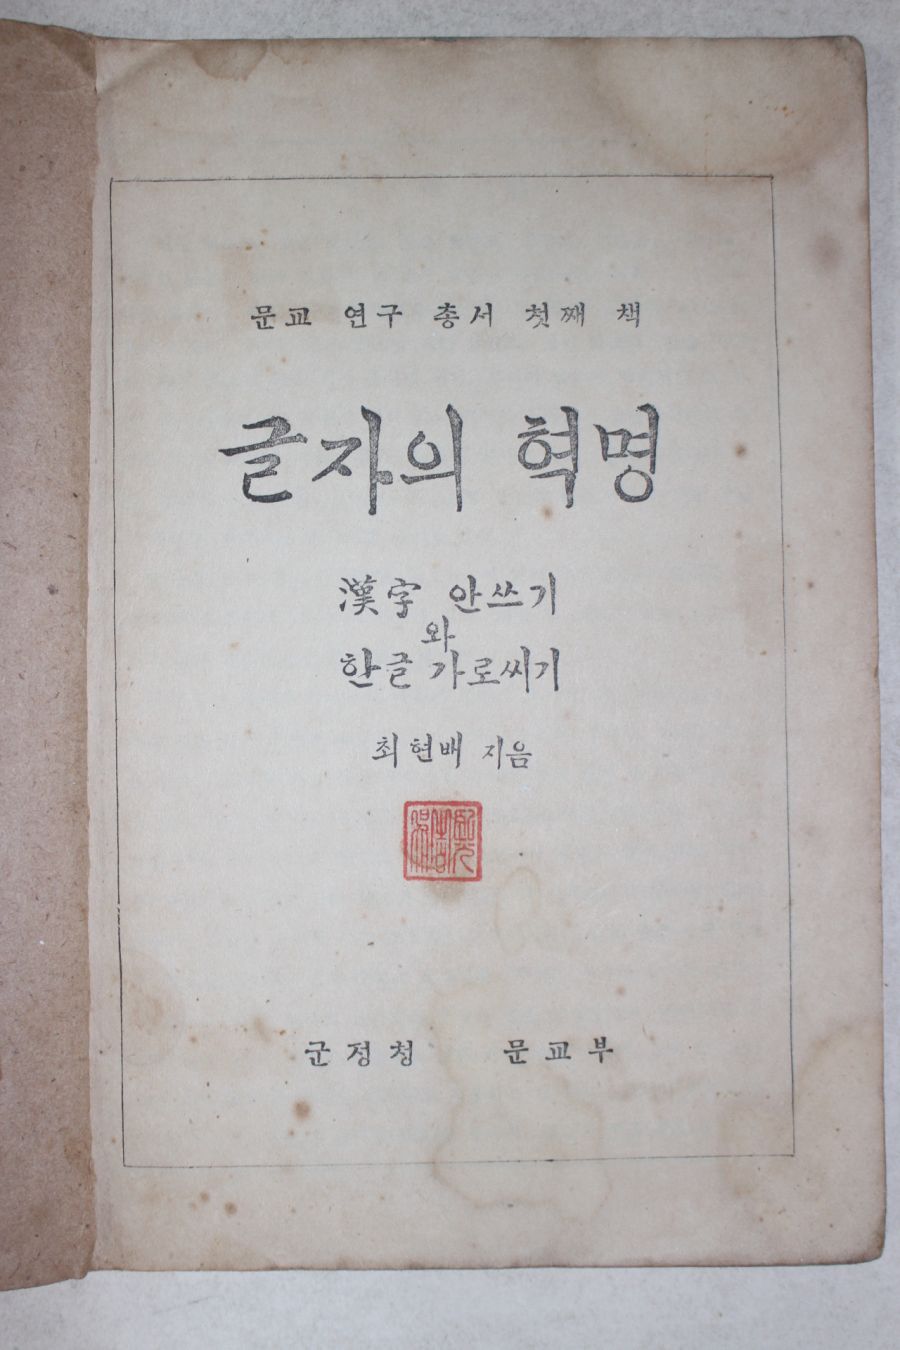 문교 연구 총서 첫째 책
글자의 혁명
漢字 안쓰기
와
한글 가로씨기
최현배 지음
군정청 문교부